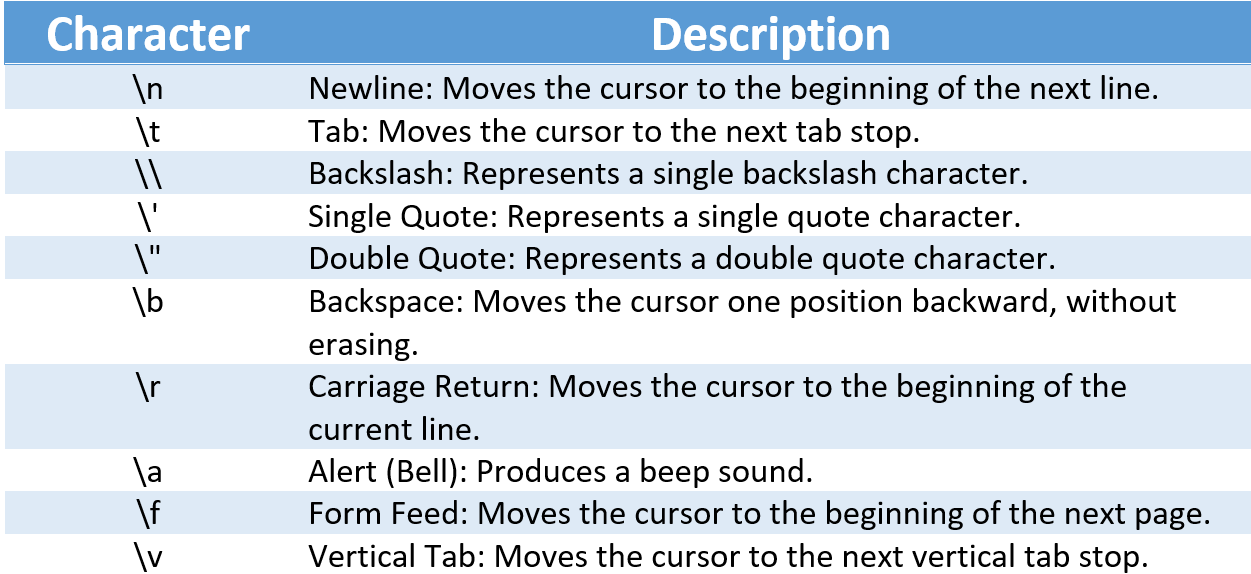 Character Description
\n Newline: Moves the cursor to the beginning of the next line.
\t Tab: Moves the cursor to the next tab stop.
\\ Backslash: Represents a single backslash character.
\' Single Quote: Represents a single quote character.
\" Double Quote: Represents a double quote character.
\b Backspace: Moves the cursor one position backward, without
erasing.
\r Carriage Return: Moves the cursor to the beginning of the
current line.
\a Alert (Bell): Produces a beep sound.
\f Form Feed: Moves the cursor to the beginning of the next page.
\v Vertical Tab: Moves the cursor to the next vertical tab stop.